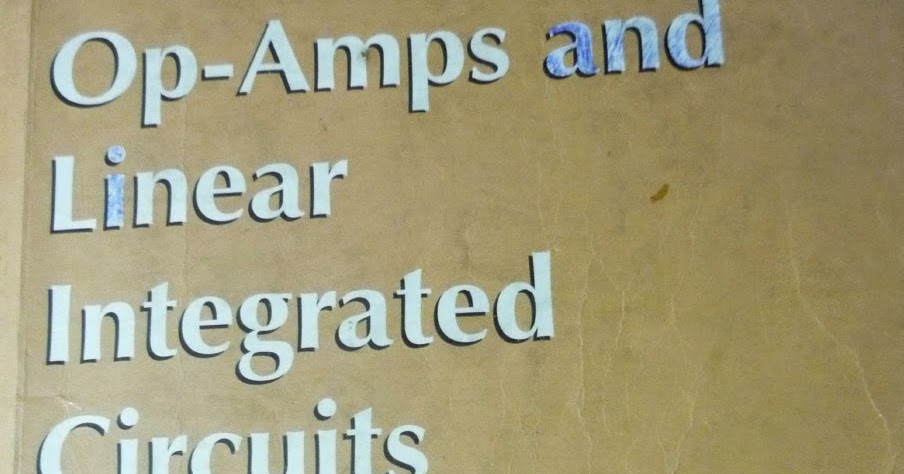 Op-Amps and
Linear
Integrated
Circuits